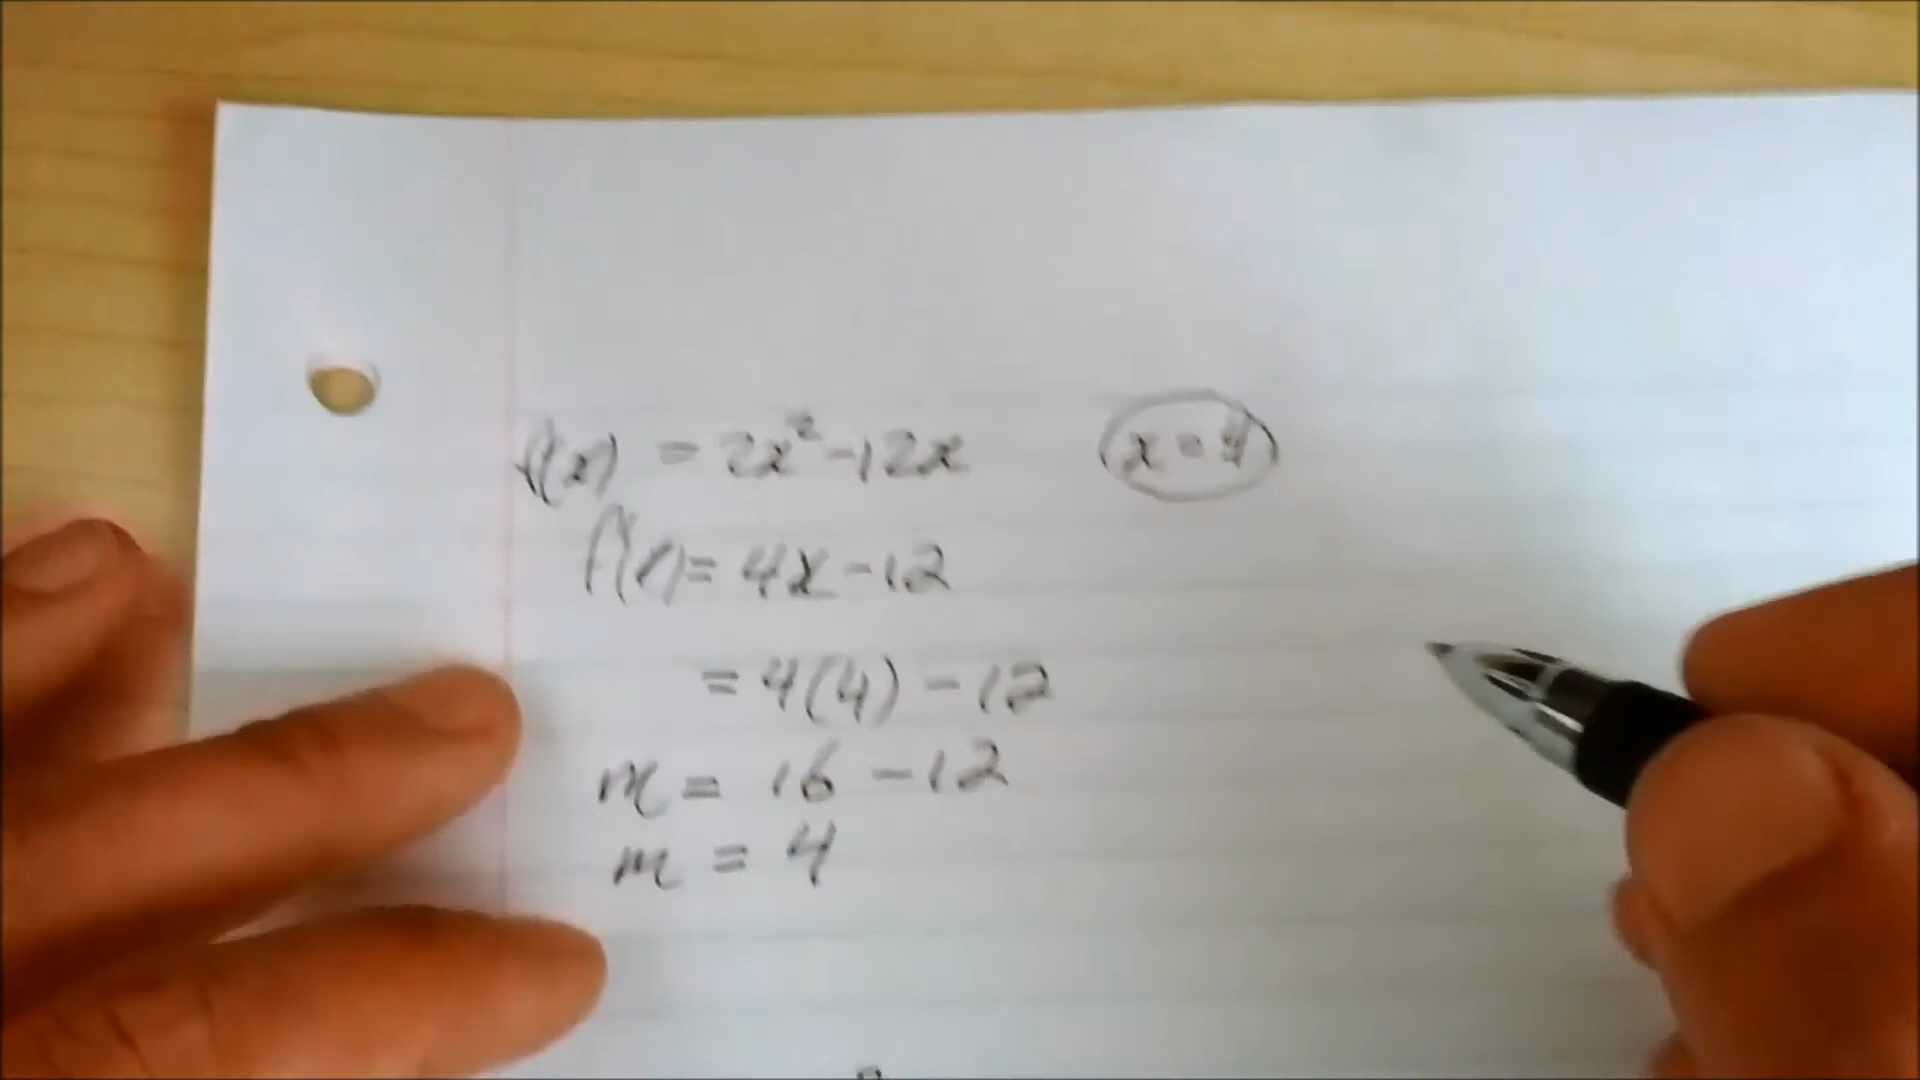 f(x) = 2x² -12x    x = 4
f'(x) = 4x -12
= 4(4) - 12
m = 16 - 12
m = 4